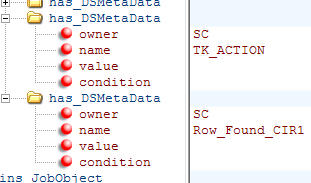 has_DSMetaData
has_DSMetaData
owner SC
name TK_ACTION
value
condition
has_DSMetaData
owner SC
name Row_Found_CIR1
value
condition
ins JobObject